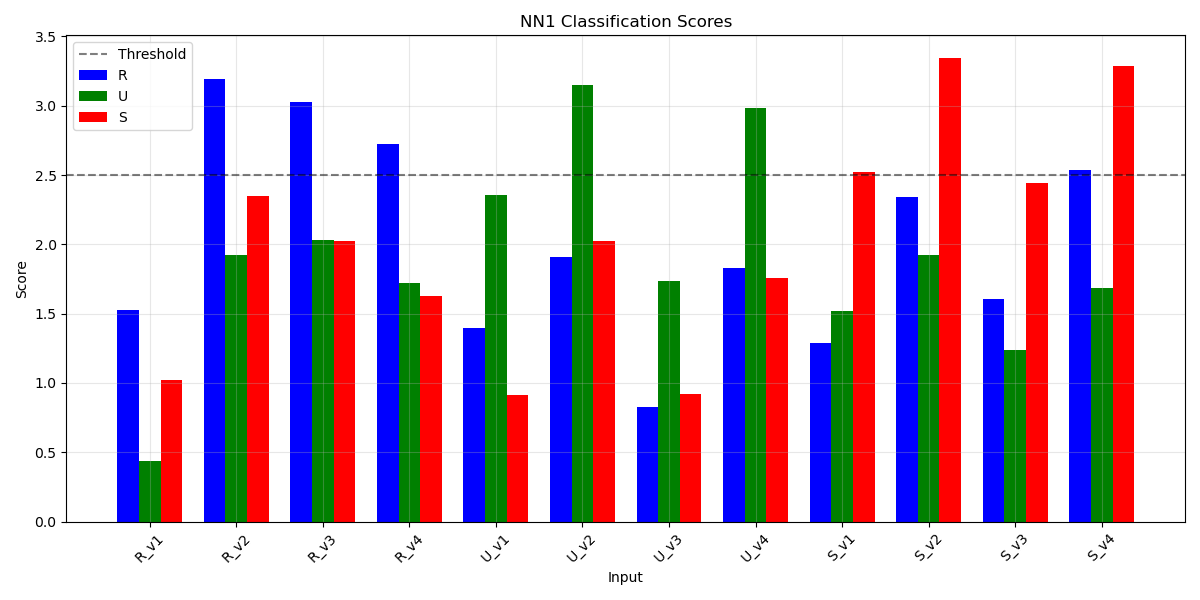 NN1 Classification Scores
Threshold
R
U
S
Score
3.5
3.0
2.5
2.0
1.5
1.0
0.5
0.0
R_v1
R_v2
R_v3
R_v4
U_v1
U_v2
U_v3
U_v4
S_v1
S_v2
S_v3
S_v4
Input